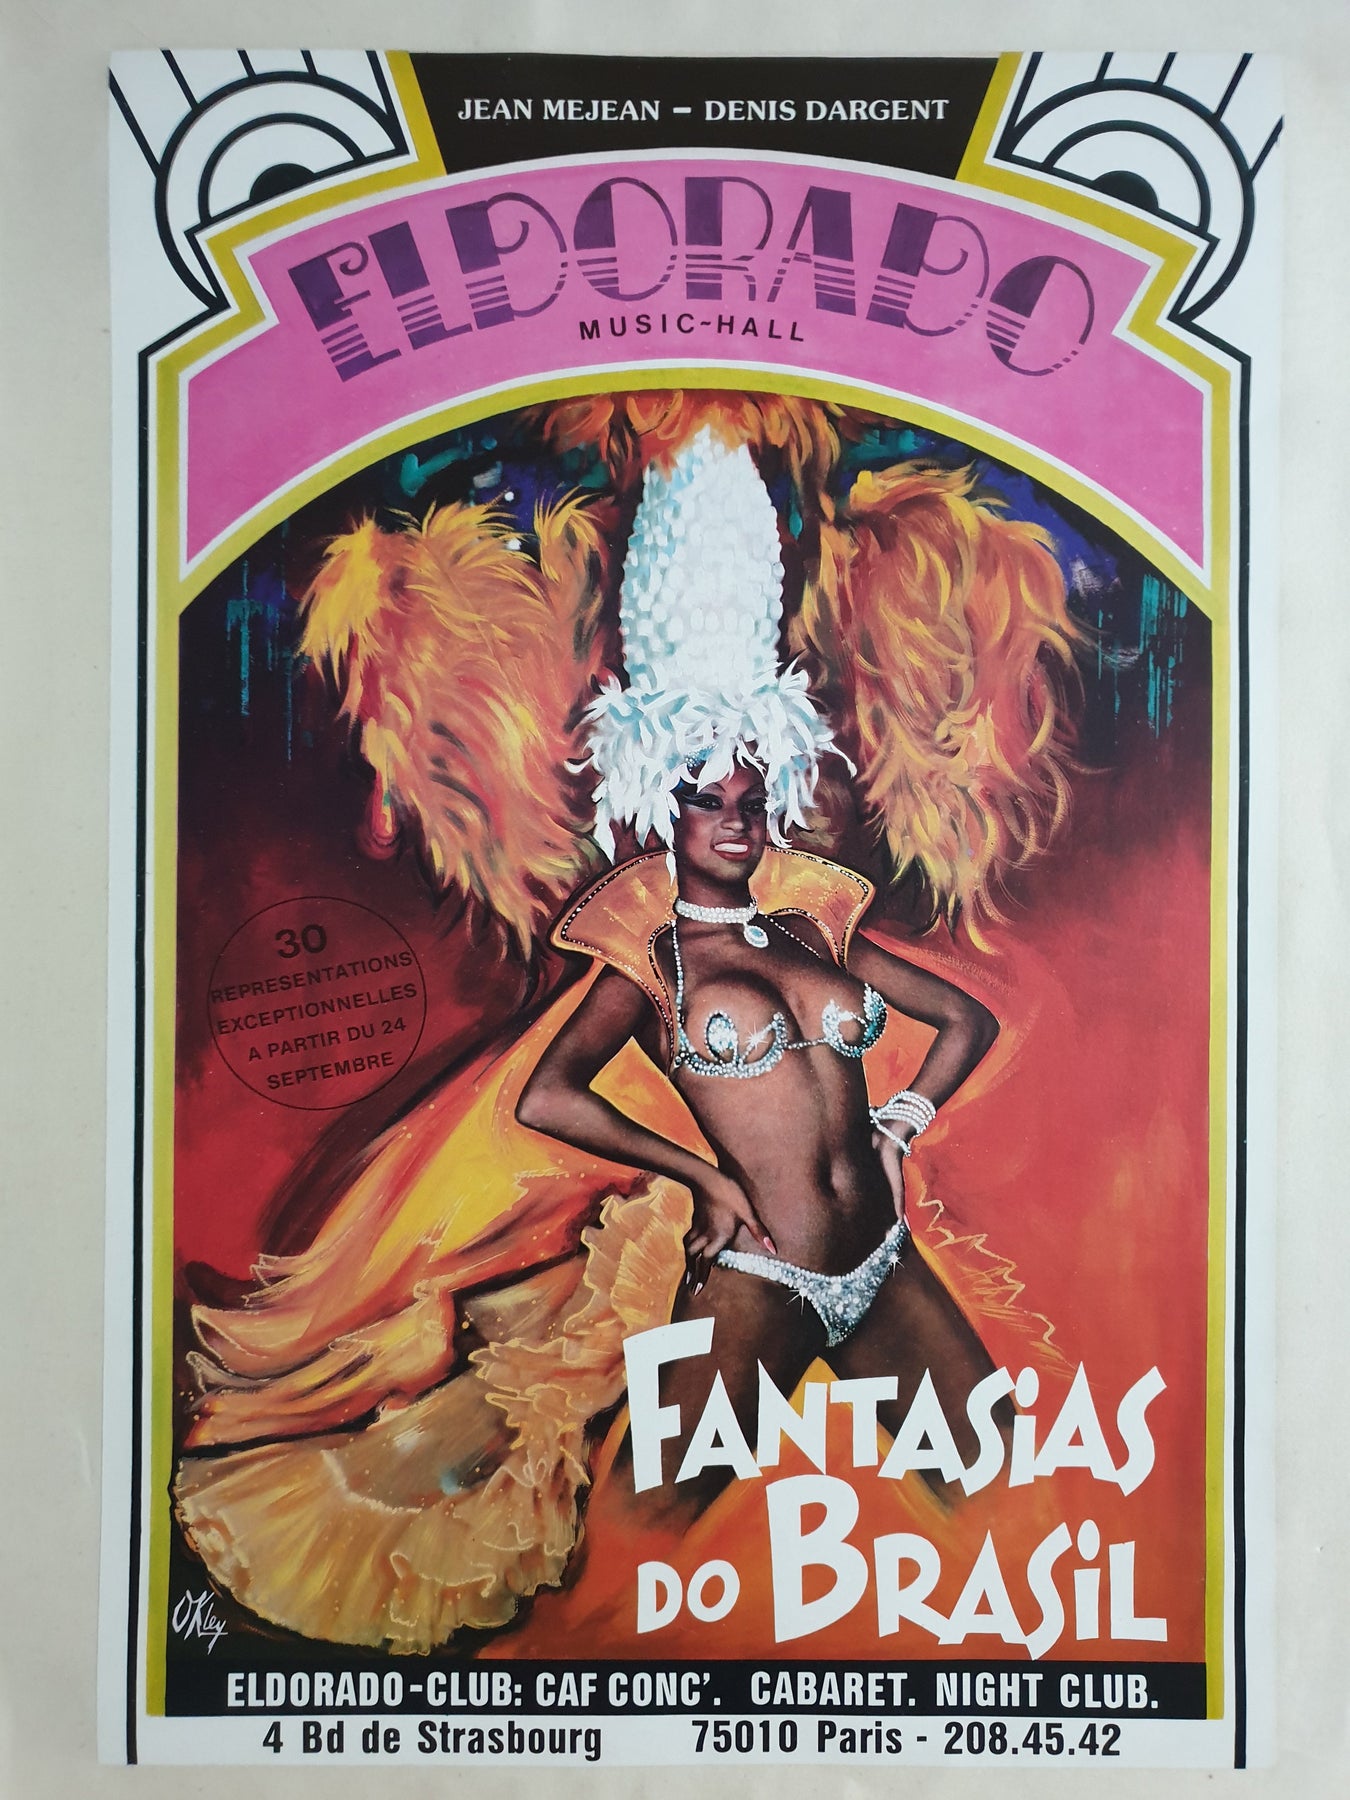 JEAN MEJEAN - DENIS DARGENT
ELDORADO
MUSIC~HALL
30
REPRESENTATIONS
EXCEPTIONNELLES
A PARTIR DU 24
SEPTEMBRE
FANTASiAS
DO BRASiL
OKley
ELDORADO-CLUB: CAF CONC'. CABARET. NIGHT CLUB.
4 Bd de Strasbourg 75010 Paris - 208.45.42